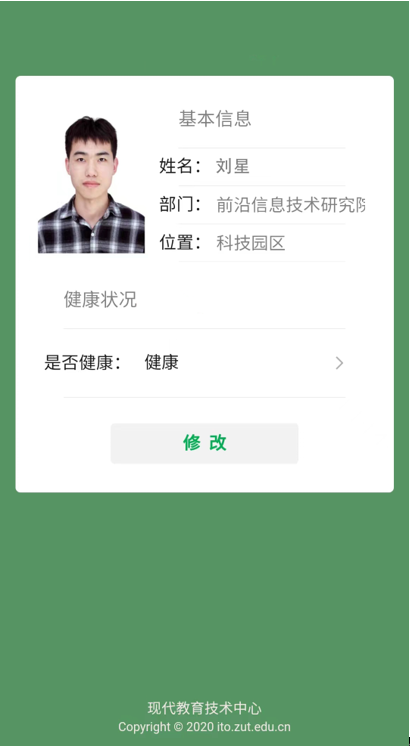 基本信息
姓名： 刘星
部门： 前沿信息技术研究院
位置： 科技园区
健康状况
是否健康： 健康
修 改
现代教育技术中心
Copyright © 2020 ito.zut.edu.cn